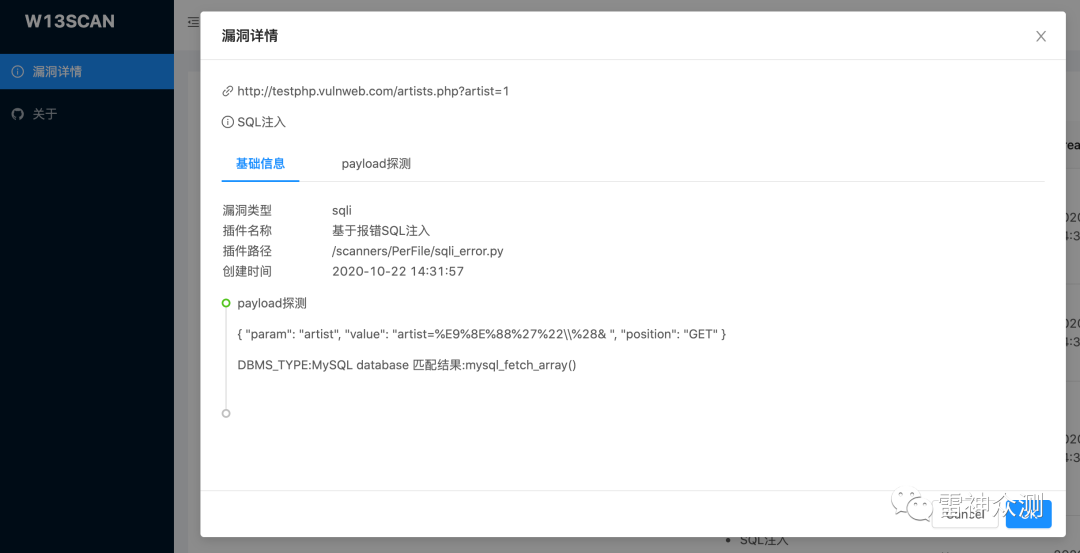 W13SCAN
漏洞详情
漏洞详情
关于
http://testphp.vulnweb.com/artists.php?artist=1
SQL注入
基础信息 payload探测
漏洞类型 sqli
插件名称 基于报错SQL注入
插件路径 /scanners/PerFile/sqli_error.py
创建时间 2020-10-22 14:31:57
payload探测
{ "param": "artist", "value": "artist=%E9%8E%88%27%22\\%28& ", "position": "GET" }
DBMS_TYPE:MySQL database 匹配结果:mysql_fetch_array()
雷神众测
Cancel OK
SQL注入